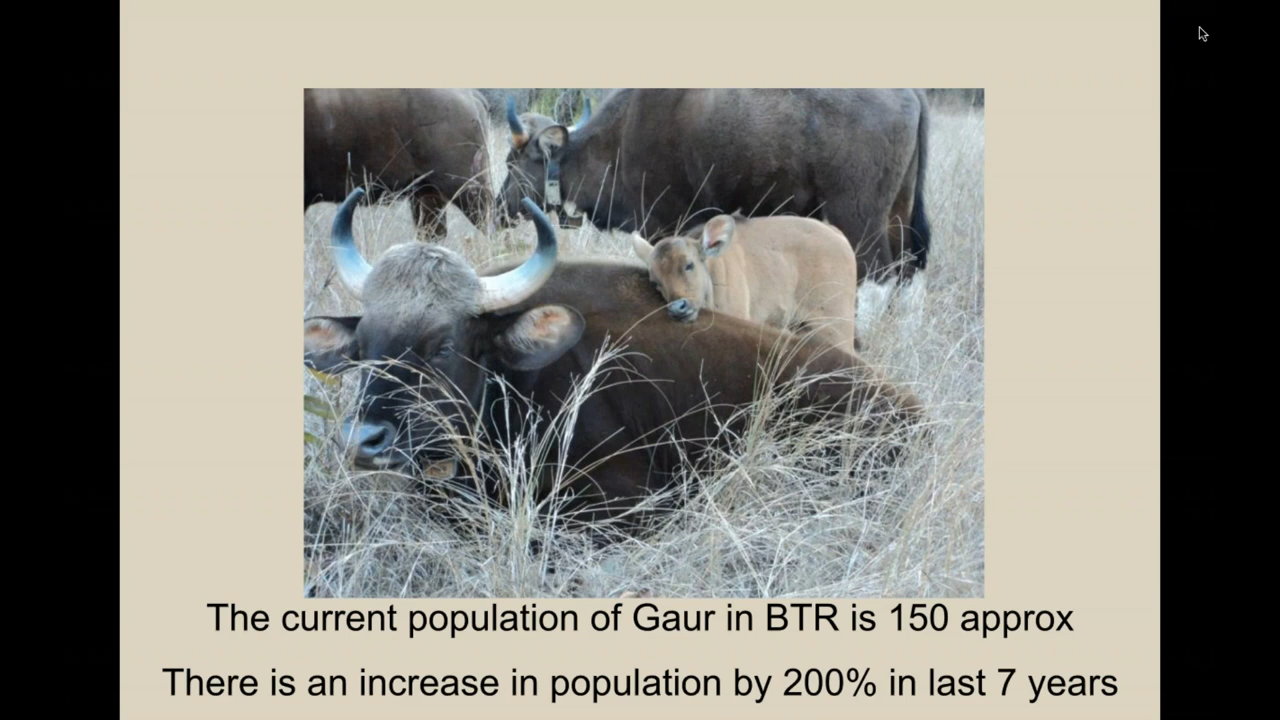 The current population of Gaur in BTR is 150 approx
There is an increase in population by 200% in last 7 years